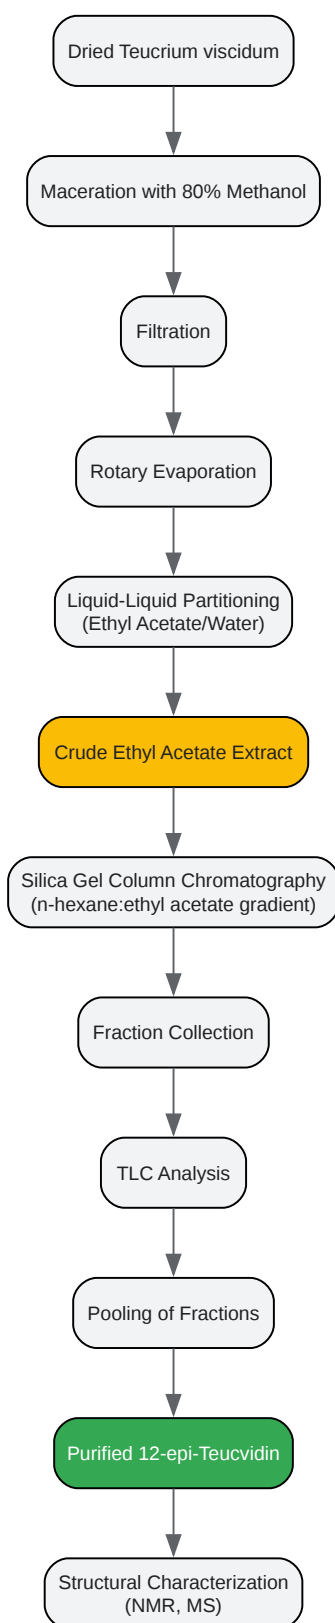 Dried Teucrium viscidum
Maceration with 80% Methanol
Filtration
Rotary Evaporation
Liquid-Liquid Partitioning
(Ethyl Acetate/Water)
Crude Ethyl Acetate Extract
Silica Gel Column Chromatography
(n-hexane:ethyl acetate gradient)
Fraction Collection
TLC Analysis
Pooling of Fractions
Purified 12-epi-Teucvidin
Structural Characterization
(NMR, MS)